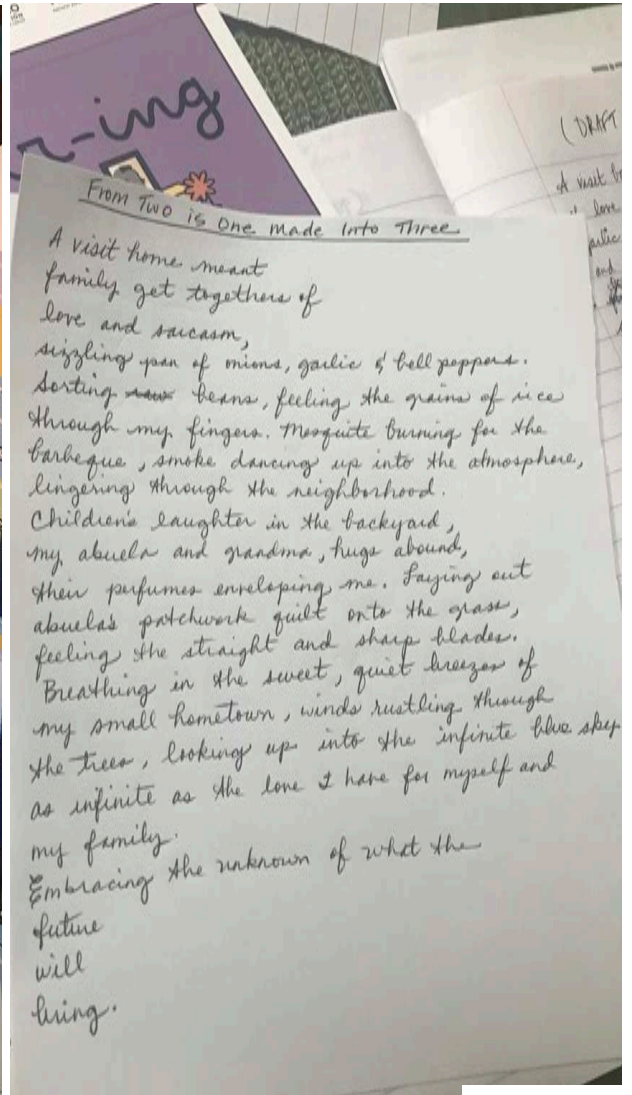 -ing
(DRAFT
A visit
love
and
From Two is One Made Into Three
A visit home meant
family get togethers of
love and sarcasm,
sizzling pan of onions, garlic & bell peppers.
Sorting beans, feeling the grains of rice
through my fingers. Mesquite burning for the
barbeque, smoke dancing up into the atmosphere,
lingering through the neighborhood.
Children's laughter in the backyard,
my abuela and grandma, hugs abound,
their perfumes enveloping me. Laying out
abuela's patchwork quilt onto the grass,
feeling the straight and sharp blades.
Breathing in the sweet, quiet breezes of
my small hometown, winds rustling through
the trees, looking up into the infinite blue sky
as infinite as the love I have for myself and
my family.
Embracing the unknown of what the
future
will
bring.